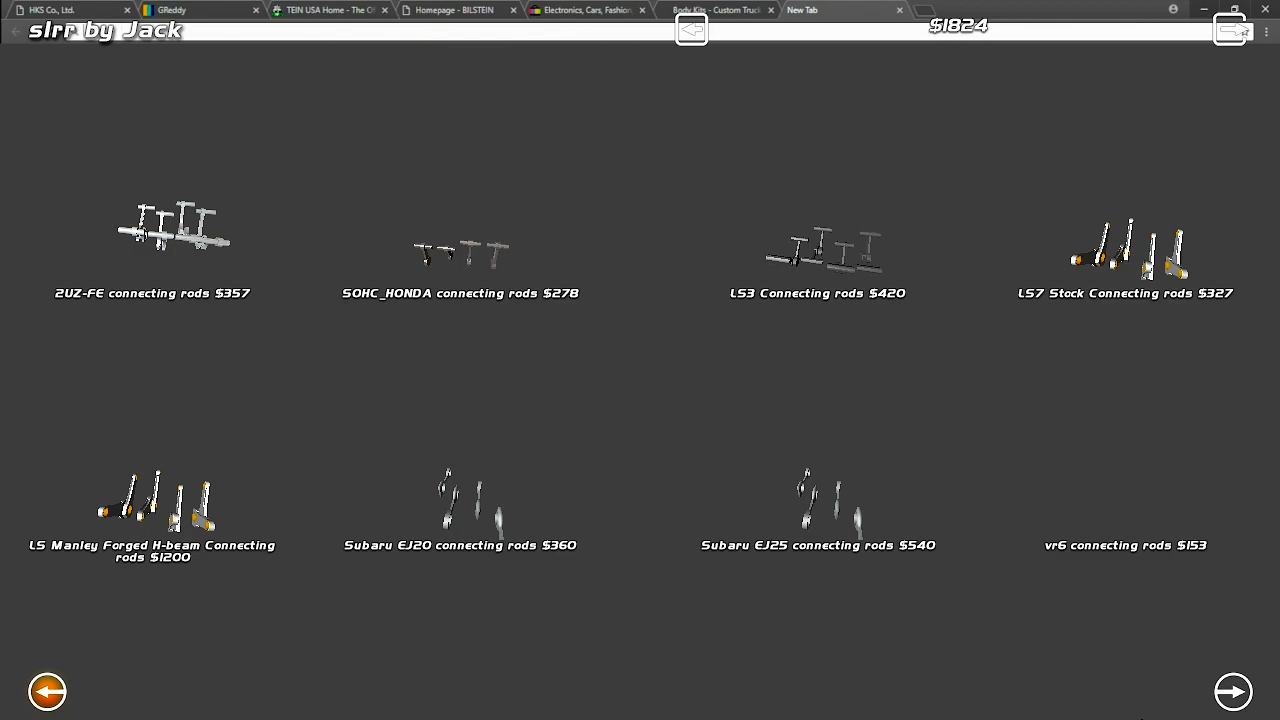 HKS Co., Ltd.
GReddy
TEIN USA Home - The O
Homepage - BILSTEIN
Electronics, Cars, Fashion
Body Kits - Custom Truck
New Tab
slrr by Jack
$1824
2UZ-FE connecting rods $357
SOHC_HONDA connecting rods $278
LS3 Connecting rods $420
LS7 Stock Connecting rods $327
LS Manley Forged H-beam Connecting
rods $1200
Subaru EJ20 connecting rods $360
Subaru EJ25 connecting rods $540
vr6 connecting rods $153